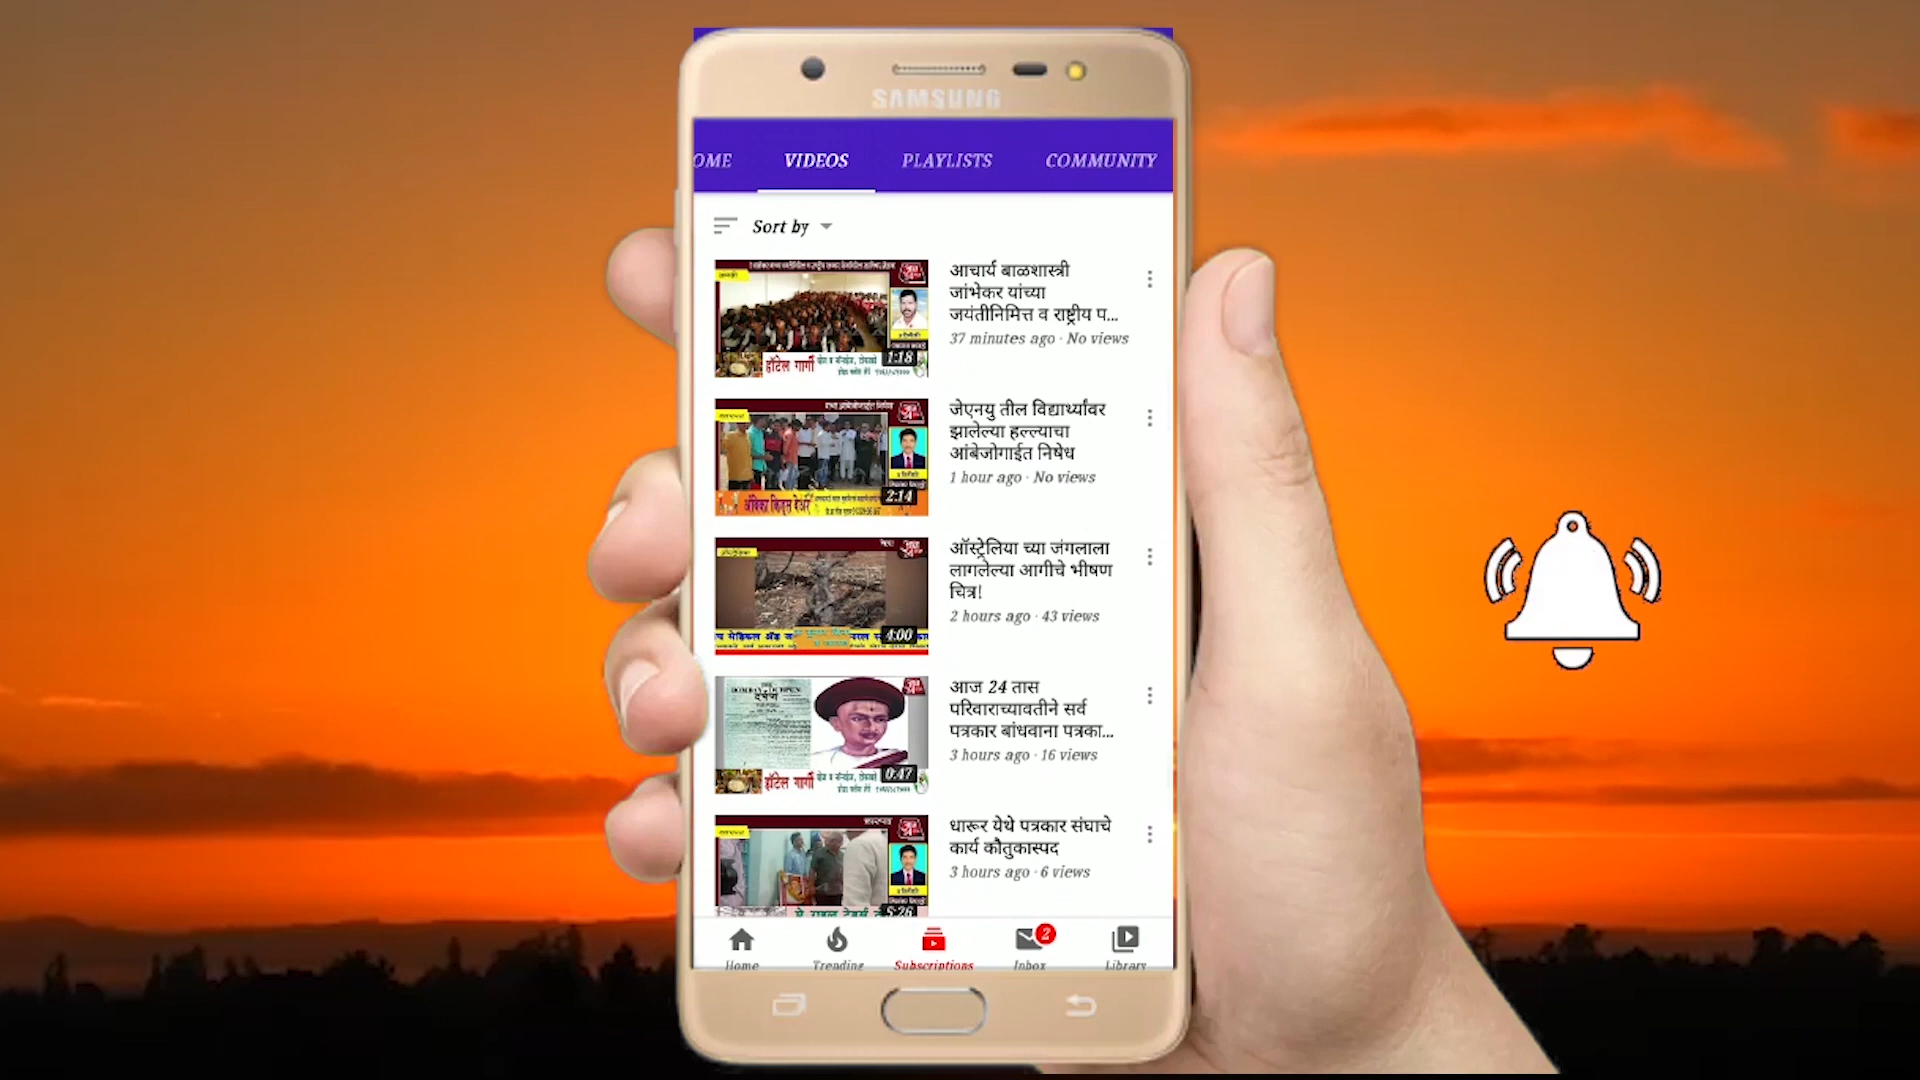 SAMSUNG
OME VIDEOS PLAYLISTS COMMUNITY
Sort by
आचार्य बाळशास्त्री
जांभेकर यांच्या
जयंतीनिमित्त व राष्ट्रीय प...
37 minutes ago · No views
हॉटेल गार्गी
1:18
जेएनयु तील विद्यार्थ्यांवर
झालेल्या हल्ल्याचा
आंबेजोगाईत निषेध
1 hour ago · No views
2:14
ऑस्ट्रेलिया च्या जंगलाला
लागलेल्या आगीचे भीषण
चित्र!
2 hours ago · 43 views
4:00
आज 24 तास
परिवाराच्यावतीने सर्व
पत्रकार बांधवाना पत्रका...
3 hours ago · 16 views
हॉटेल गार्गी
0:47
धारूर येथे पत्रकार संघाचे
कार्य कौतुकास्पद
3 hours ago · 6 views
5:26
2
Home Trending Subscriptions Inbox Library